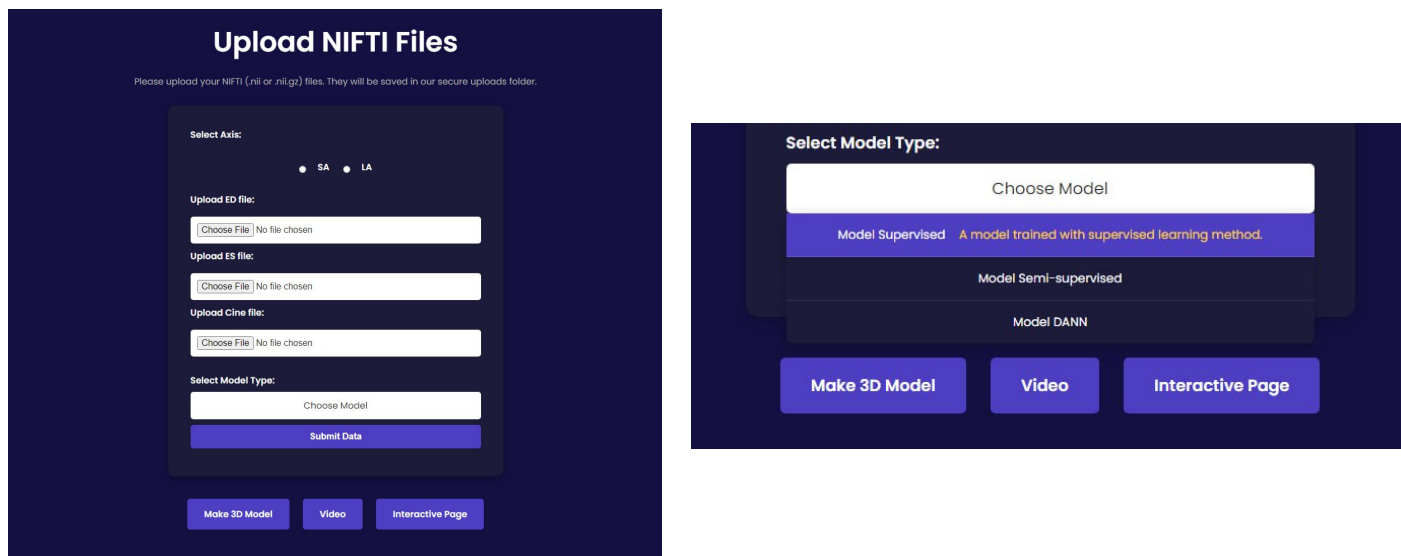 Upload NIFTI Files
Please upload your NIFTI (.nii or .nii.gz) files. They will be saved in our secure uploads folder.
Select Axis:
SA LA
Upload ED file:
Choose File No file chosen
Upload ES file:
Choose File No file chosen
Upload Cine file:
Choose File No file chosen
Select Model Type:
Choose Model
Submit Data
Make 3D Model Video Interactive Page
Select Model Type:
Choose Model
Model Supervised A model trained with supervised learning method.
Model Semi-supervised
Model DANN
Make 3D Model Video Interactive Page